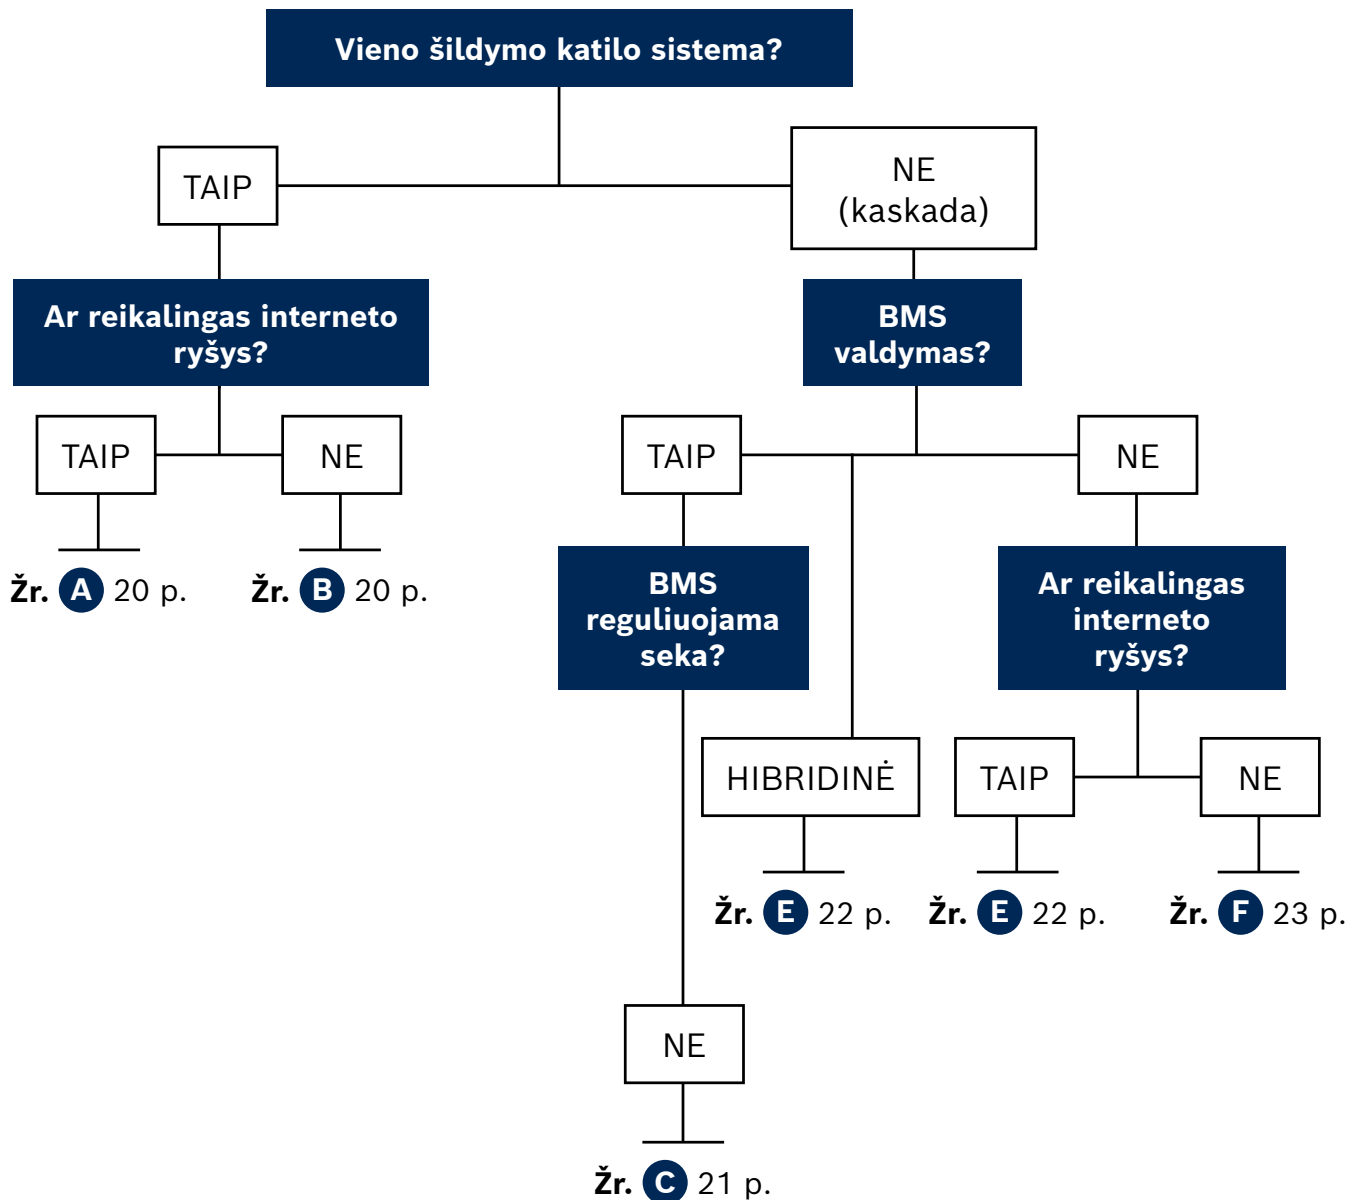 Vieno šildymo katilo sistema?
TAIP
NE
(kaskada)
Ar reikalingas interneto
ryšys?
BMS
valdymas?
TAIP
NE
TAIP
NE
Žr. A 20 p.
Žr. B 20 p.
BMS
reguliuojama
seka?
Ar reikalingas
interneto
ryšys?
HIBRIDINĖ
TAIP
NE
Žr. E 22 p.
Žr. E 22 p.
Žr. F 23 p.
NE
Žr. C 21 p.